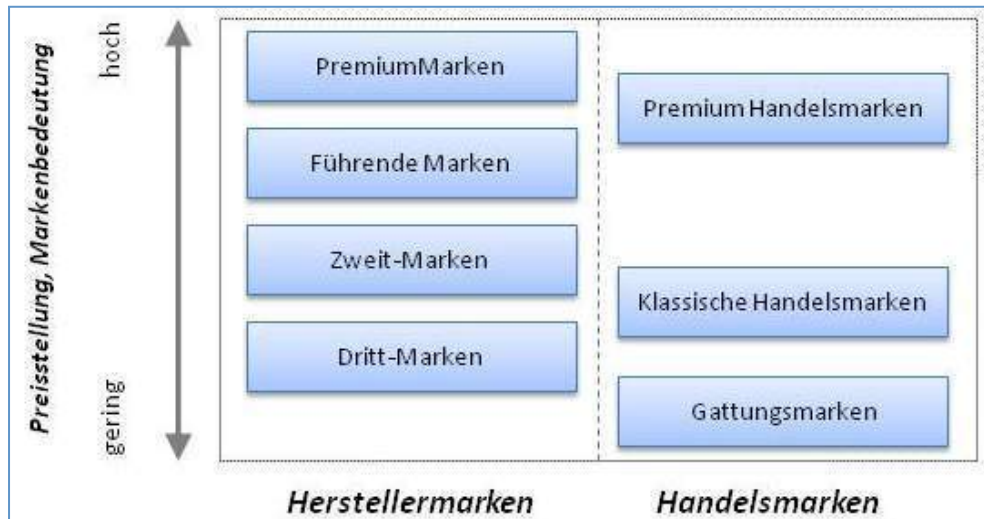 Preisstellung, Markenbedeutung
hoch
gering
PremiumMarken
Führende Marken
Zweit-Marken
Dritt-Marken
Premium Handelsmarken
Klassische Handelsmarken
Gattungsmarken
Herstellermarken
Handelsmarken